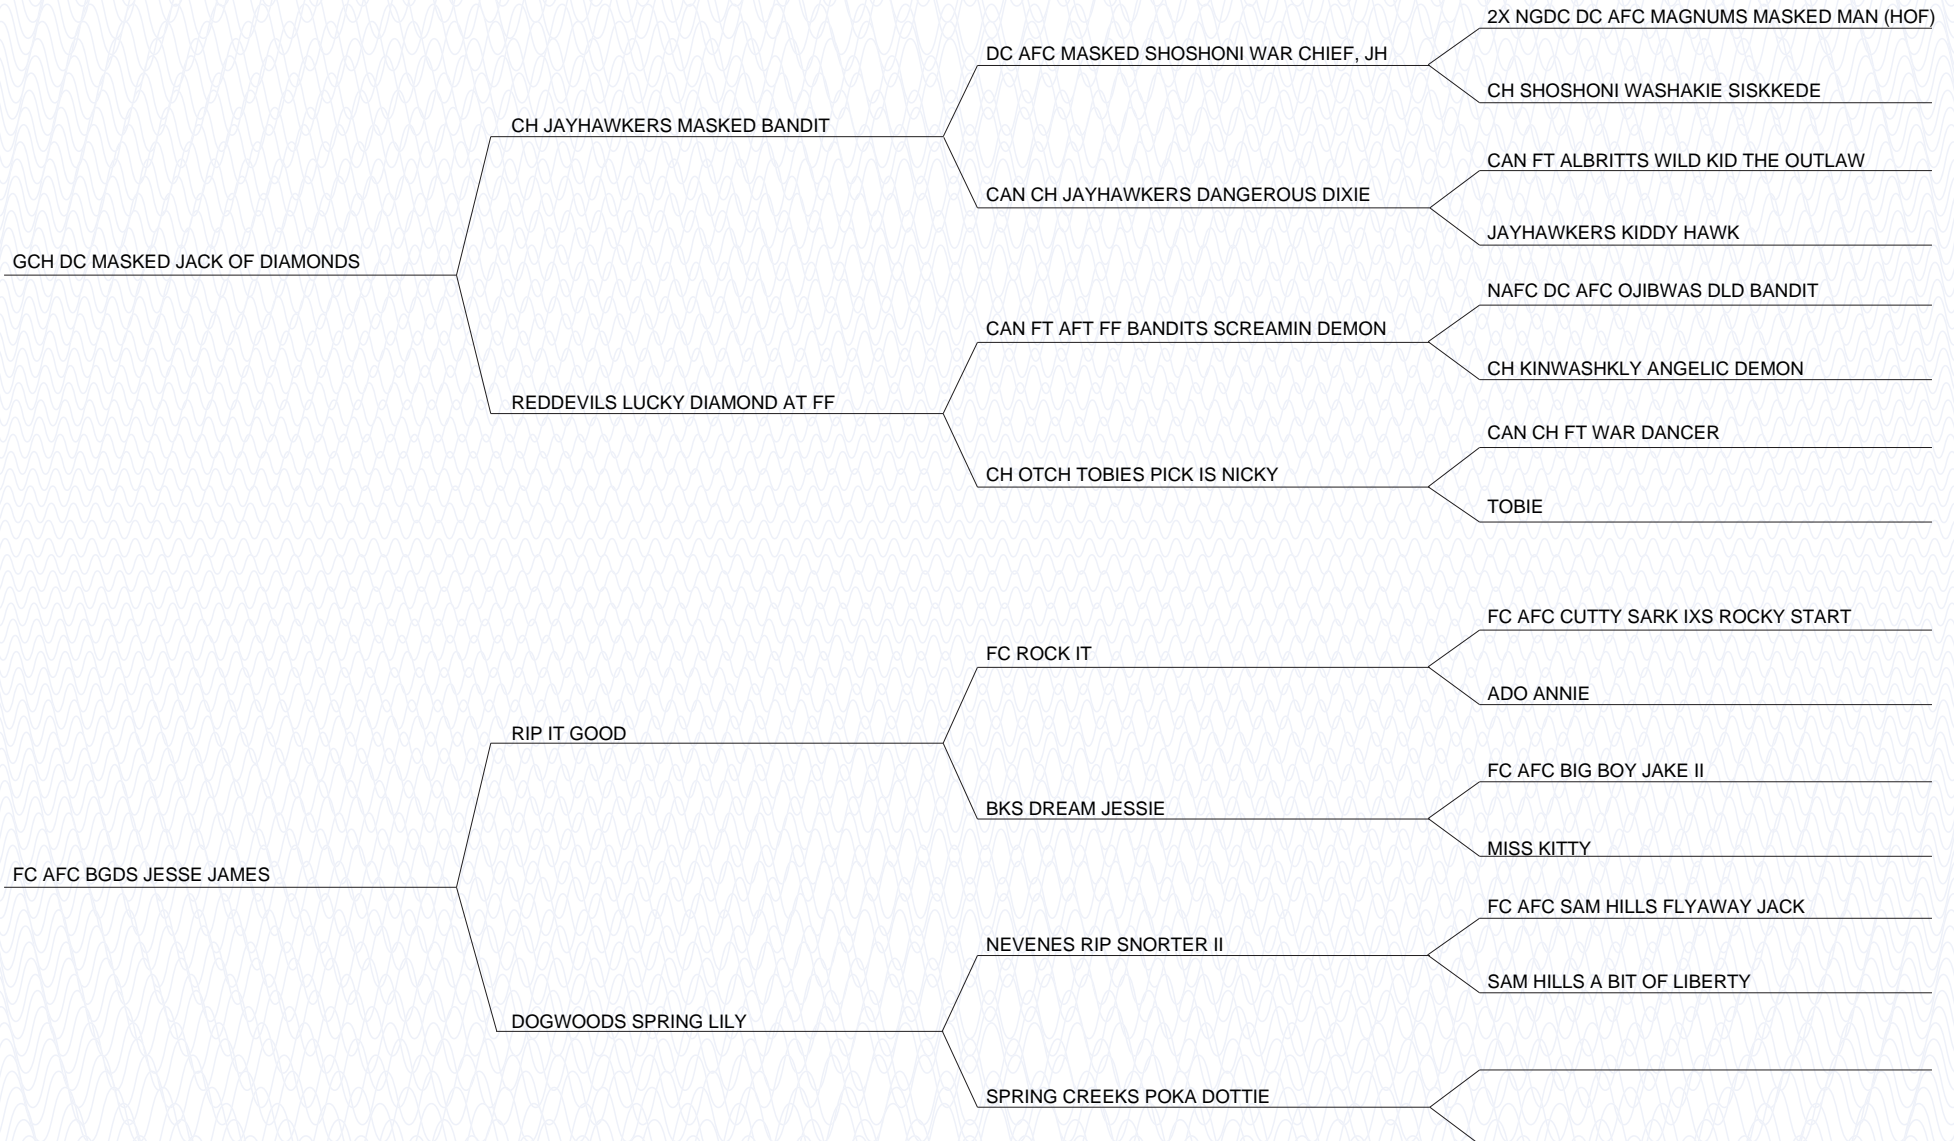 2X NGDC DC AFC MAGNUMS MASKED MAN (HOF)
DC AFC MASKED SHOSHONI WAR CHIEF, JH
CH SHOSHONI WASHAKIE SISKKEDE
CH JAYHAWKERS MASKED BANDIT
CAN FT ALBRITTS WILD KID THE OUTLAW
CAN CH JAYHAWKERS DANGEROUS DIXIE
JAYHAWKERS KIDDY HAWK
GCH DC MASKED JACK OF DIAMONDS
NAFC DC AFC OJIBWAS DLD BANDIT
CAN FT AFT FF BANDITS SCREAMIN DEMON
CH KINWASHKLY ANGELIC DEMON
REDDEVILS LUCKY DIAMOND AT FF
CAN CH FT WAR DANCER
CH OTCH TOBIES PICK IS NICKY
TOBIE
FC AFC CUTTY SARK IXS ROCKY START
FC ROCK IT
ADO ANNIE
RIP IT GOOD
FC AFC BIG BOY JAKE II
BKS DREAM JESSIE
MISS KITTY
FC AFC BGDS JESSE JAMES
FC AFC SAM HILLS FLYAWAY JACK
NEVENES RIP SNORTER II
SAM HILLS A BIT OF LIBERTY
DOGWOODS SPRING LILY
SPRING CREEKS POKA DOTTIE